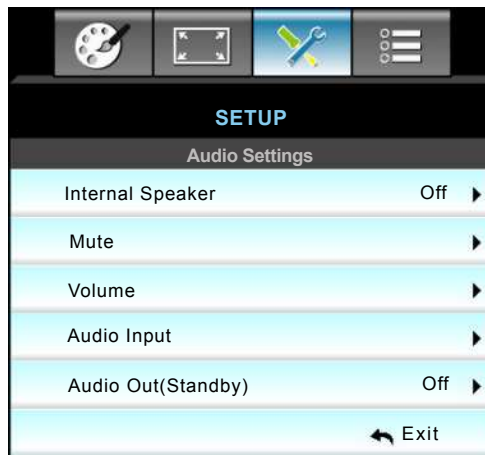 SETUP
Audio Settings
Internal Speaker Off
Mute
Volume
Audio Input
Audio Out(Standby) Off
Exit